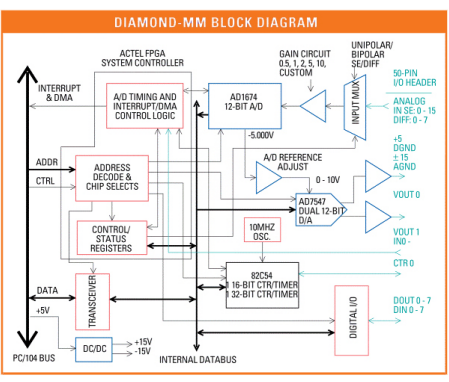 DIAMOND-MM BLOCK DIAGRAM
ACTEL FPGA
SYSTEM CONTROLLER
GAIN CIRCUIT
0.5, 1, 2, 5, 10,
CUSTOM
UNIPOLAR/
BIPOLAR
SE/DIFF
50-PIN
I/O HEADER
INTERRUPT
& DMA
A/D TIMING AND
INTERRUPT/DMA
CONTROL LOGIC
AD1674
12-BIT A/D
INPUT MUX
ANALOG
IN SE: 0 - 15
DIFF: 0 - 7
-5.000V
+5
DGND
± 15
AGND
A/D REFERENCE
ADJUST
ADDR
CTRL
ADDRESS
DECODE &
CHIP SELECTS
0 - 10V
AD7547
DUAL 12-BIT
D/A
VOUT 0
CONTROL/
STATUS
REGISTERS
10MHZ
OSC.
VOUT 1
IN0 -
CTR 0
82C54
1 16-BIT CTR/TIMER
1 32-BIT CTR/TIMER
DATA
TRANSCEIVER
DIGITAL I/O
DOUT 0 - 7
DIN 0 - 7
+5V
DC/DC
+15V
-15V
PC/104 BUS
INTERNAL DATABUS